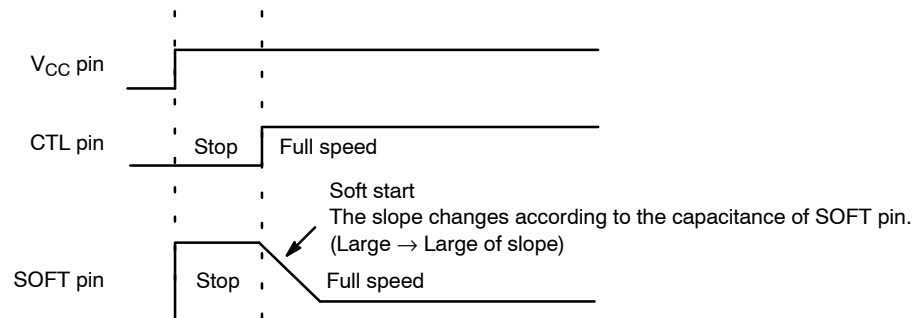 VCC pin
CTL pin
Stop
Full speed
Soft start
The slope changes according to the capacitance of SOFT pin.
(Large → Large of slope)
SOFT pin
Stop
Full speed